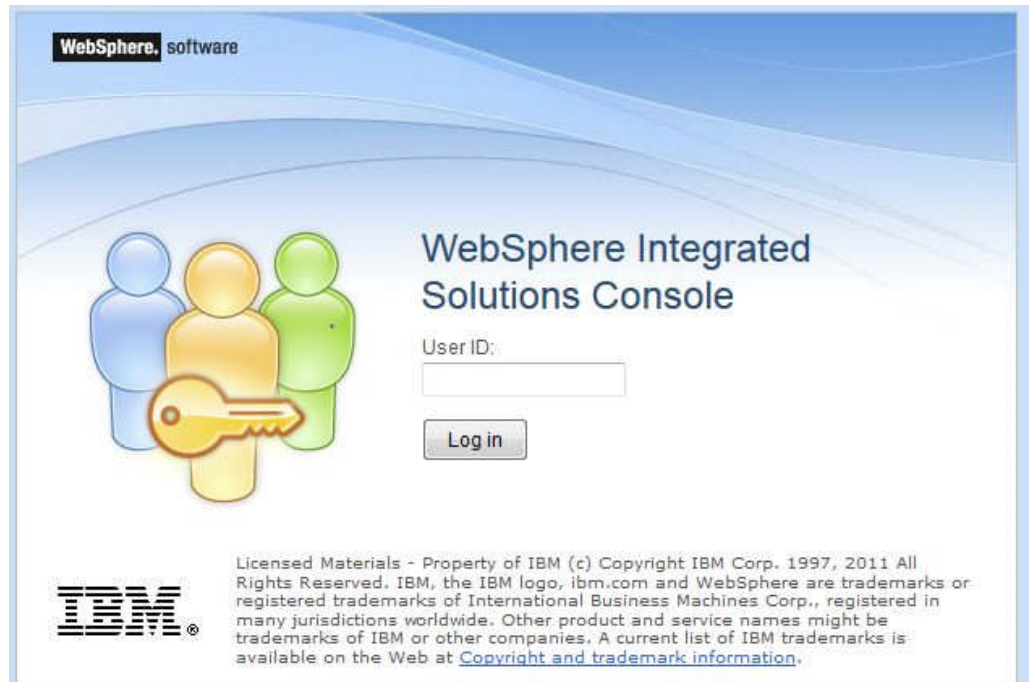 WebSphere. software
WebSphere Integrated
Solutions Console
User ID:
Log in
Licensed Materials - Property of IBM (c) Copyright IBM Corp. 1997, 2011 All
Rights Reserved. IBM, the IBM logo, ibm.com and WebSphere are trademarks or
registered trademarks of International Business Machines Corp., registered in
many jurisdictions worldwide. Other product and service names might be
trademarks of IBM or other companies. A current list of IBM trademarks is
available on the Web at Copyright and trademark information.
IBM®